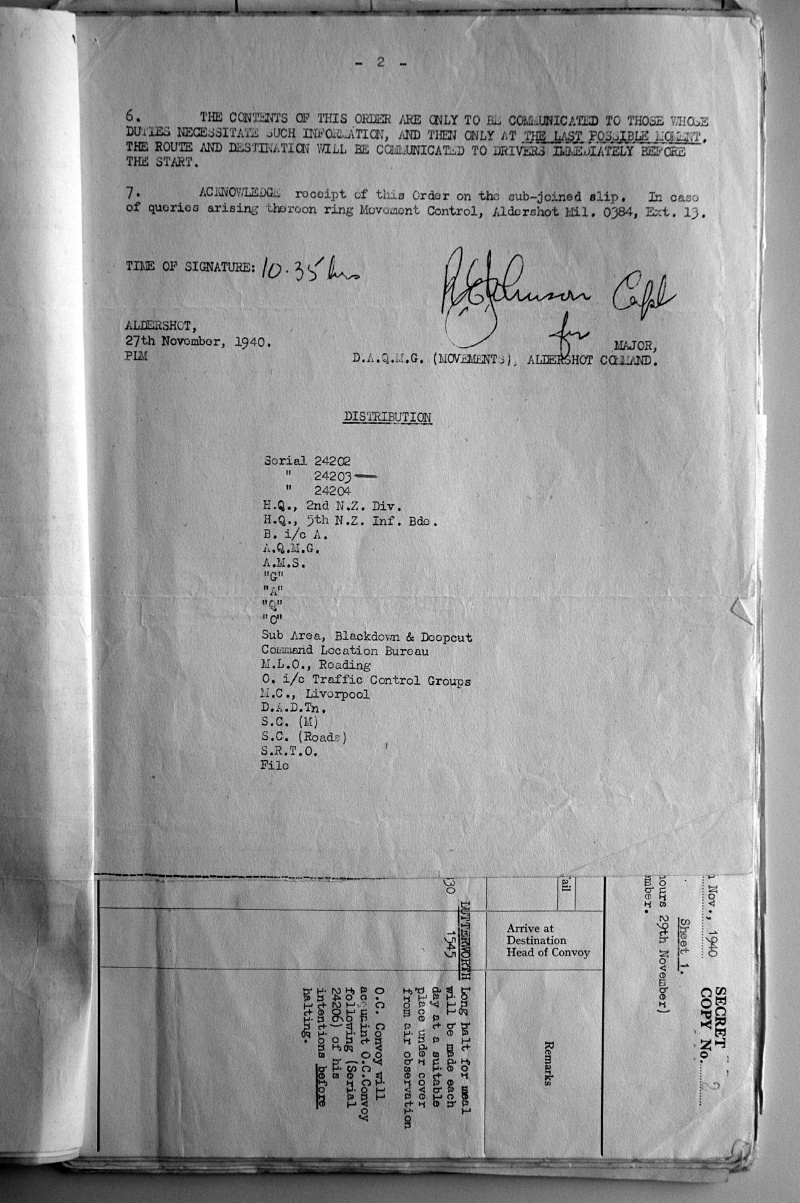 - 2 -
6. THE CONTENTS OF THIS ORDER ARE ONLY TO BE COMMUNICATED TO THOSE WHOSE
DUTIES NECESSITATE SUCH INFORMATION, AND THEN ONLY AT THE LAST POSSIBLE MOMENT.
THE ROUTE AND DESTINATION WILL BE COMMUNICATED TO DRIVERS IMMEDIATELY BEFORE
THE START.
7. ACKNOWLEDGE receipt of this Order on the sub-joined slip. In case
of queries arising thereon ring Movement Control, Aldershot Mil. 0384, Ext. 13.
TIME OF SIGNATURE: 10.35 hrs
Johnson Capt
for
ALDERSHOT,
27th November, 1940.
MAJOR,
PLM
D.A.Q.M.G. (MOVEMENTS), ALDERSHOT COMMAND.
DISTRIBUTION
Serial 24202
" 24203
" 24204
H.Q., 2nd N.Z. Div.
H.Q., 5th N.Z. Inf. Bde.
B. i/c A.
A.Q.M.G.
A.M.S.
"G"
"A"
"Q"
"O"
Sub Area, Blackdown & Deepcut
Command Location Bureau
M.L.O., Reading
O. i/c Traffic Control Groups
M.C., Liverpool
D.A.D.Tn.
S.C. (M)
S.C. (Roads)
S.R.T.O.
File
SECRET
COPY No.
Nov., 1940
Sheet 1.
hours 29th November)
mber.
ail
Arrive at
Destination
Head of Convoy
Remarks
30
LUTTERWORTH
1545
Long halt for meal
will be made each
day at a suitable
place under cover
from air observation
O.C. Convoy will
acquaint O.C.Convoy
following (Serial
24206) of his
intentions before
halting.